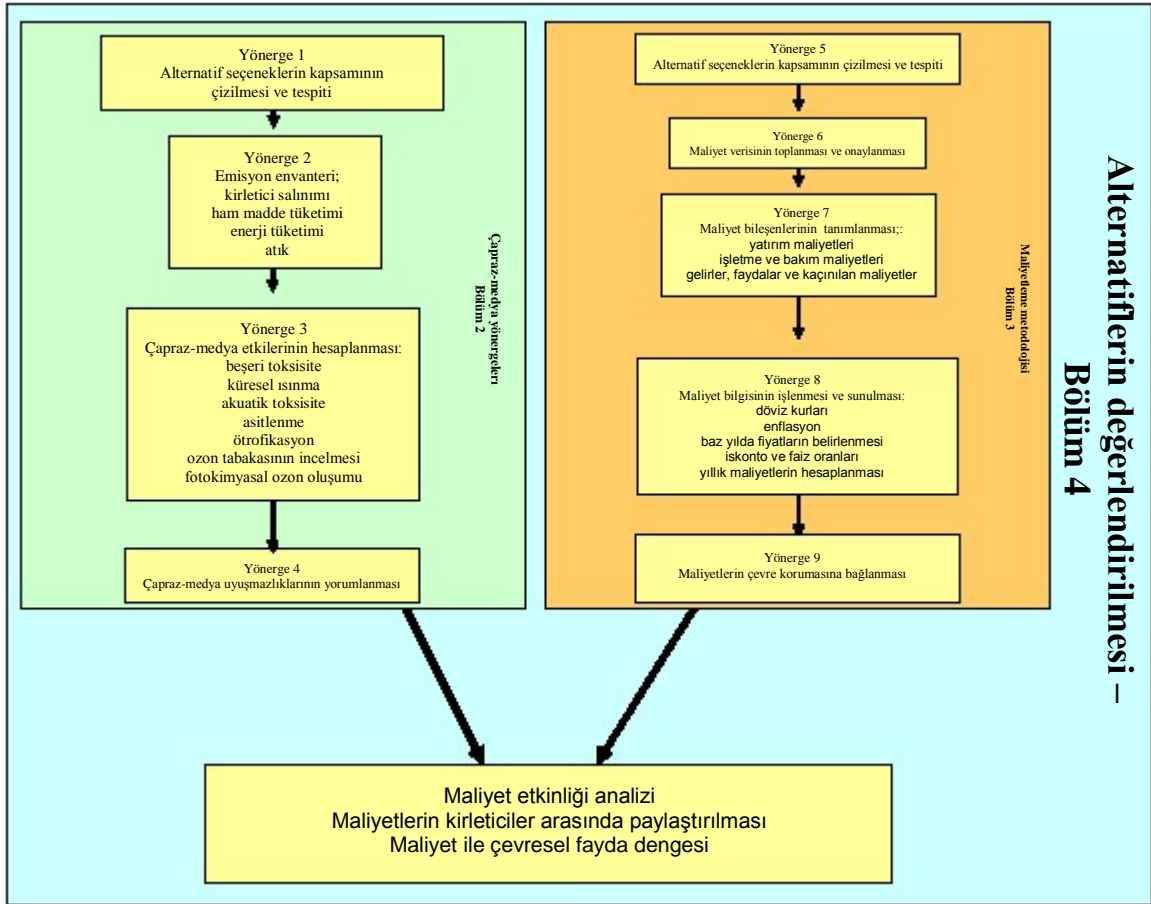 Yönerge 1
Alternatif seçeneklerin kapsamının
çizilmesi ve tespiti
Yönerge 2
Emisyon envanteri;
kirletici salınımı
ham madde tüketimi
enerji tüketimi
atık
Yönerge 3
Çapraz-medya etkilerinin hesaplanması:
beşeri toksisite
küresel ısınma
akuatik toksisite
asitlenme
ötrofikasyon
ozon tabakasının incelmesi
fotokimyasal ozon oluşumu
Yönerge 4
Çapraz-medya uyuşmazlıklarının yorumlanması
Çapraz-medya yönergeleri
Bölüm 2
Yönerge 5
Alternatif seçeneklerin kapsamının çizilmesi ve tespiti
Yönerge 6
Maliyet verisinin toplanması ve onaylanması
Yönerge 7
Maliyet bileşenlerinin tanımlanması;:
yatırım maliyetleri
işletme ve bakım maliyetleri
gelirler, faydalar ve kaçınılan maliyetler
Yönerge 8
Maliyet bilgisinin işlenmesi ve sunulması:
döviz kurları
enflasyon
baz yılda fiyatların belirlenmesi
iskonto ve faiz oranları
yıllık maliyetlerin hesaplanması
Yönerge 9
Maliyetlerin çevre korumasına bağlanması
Maliyetleme metodolojisi
Bölüm 3
Alternatiflerin değerlendirilmesi –
Bölüm 4
Maliyet etkinliği analizi
Maliyetlerin kirleticiler arasında paylaştırılması
Maliyet ile çevresel fayda dengesi